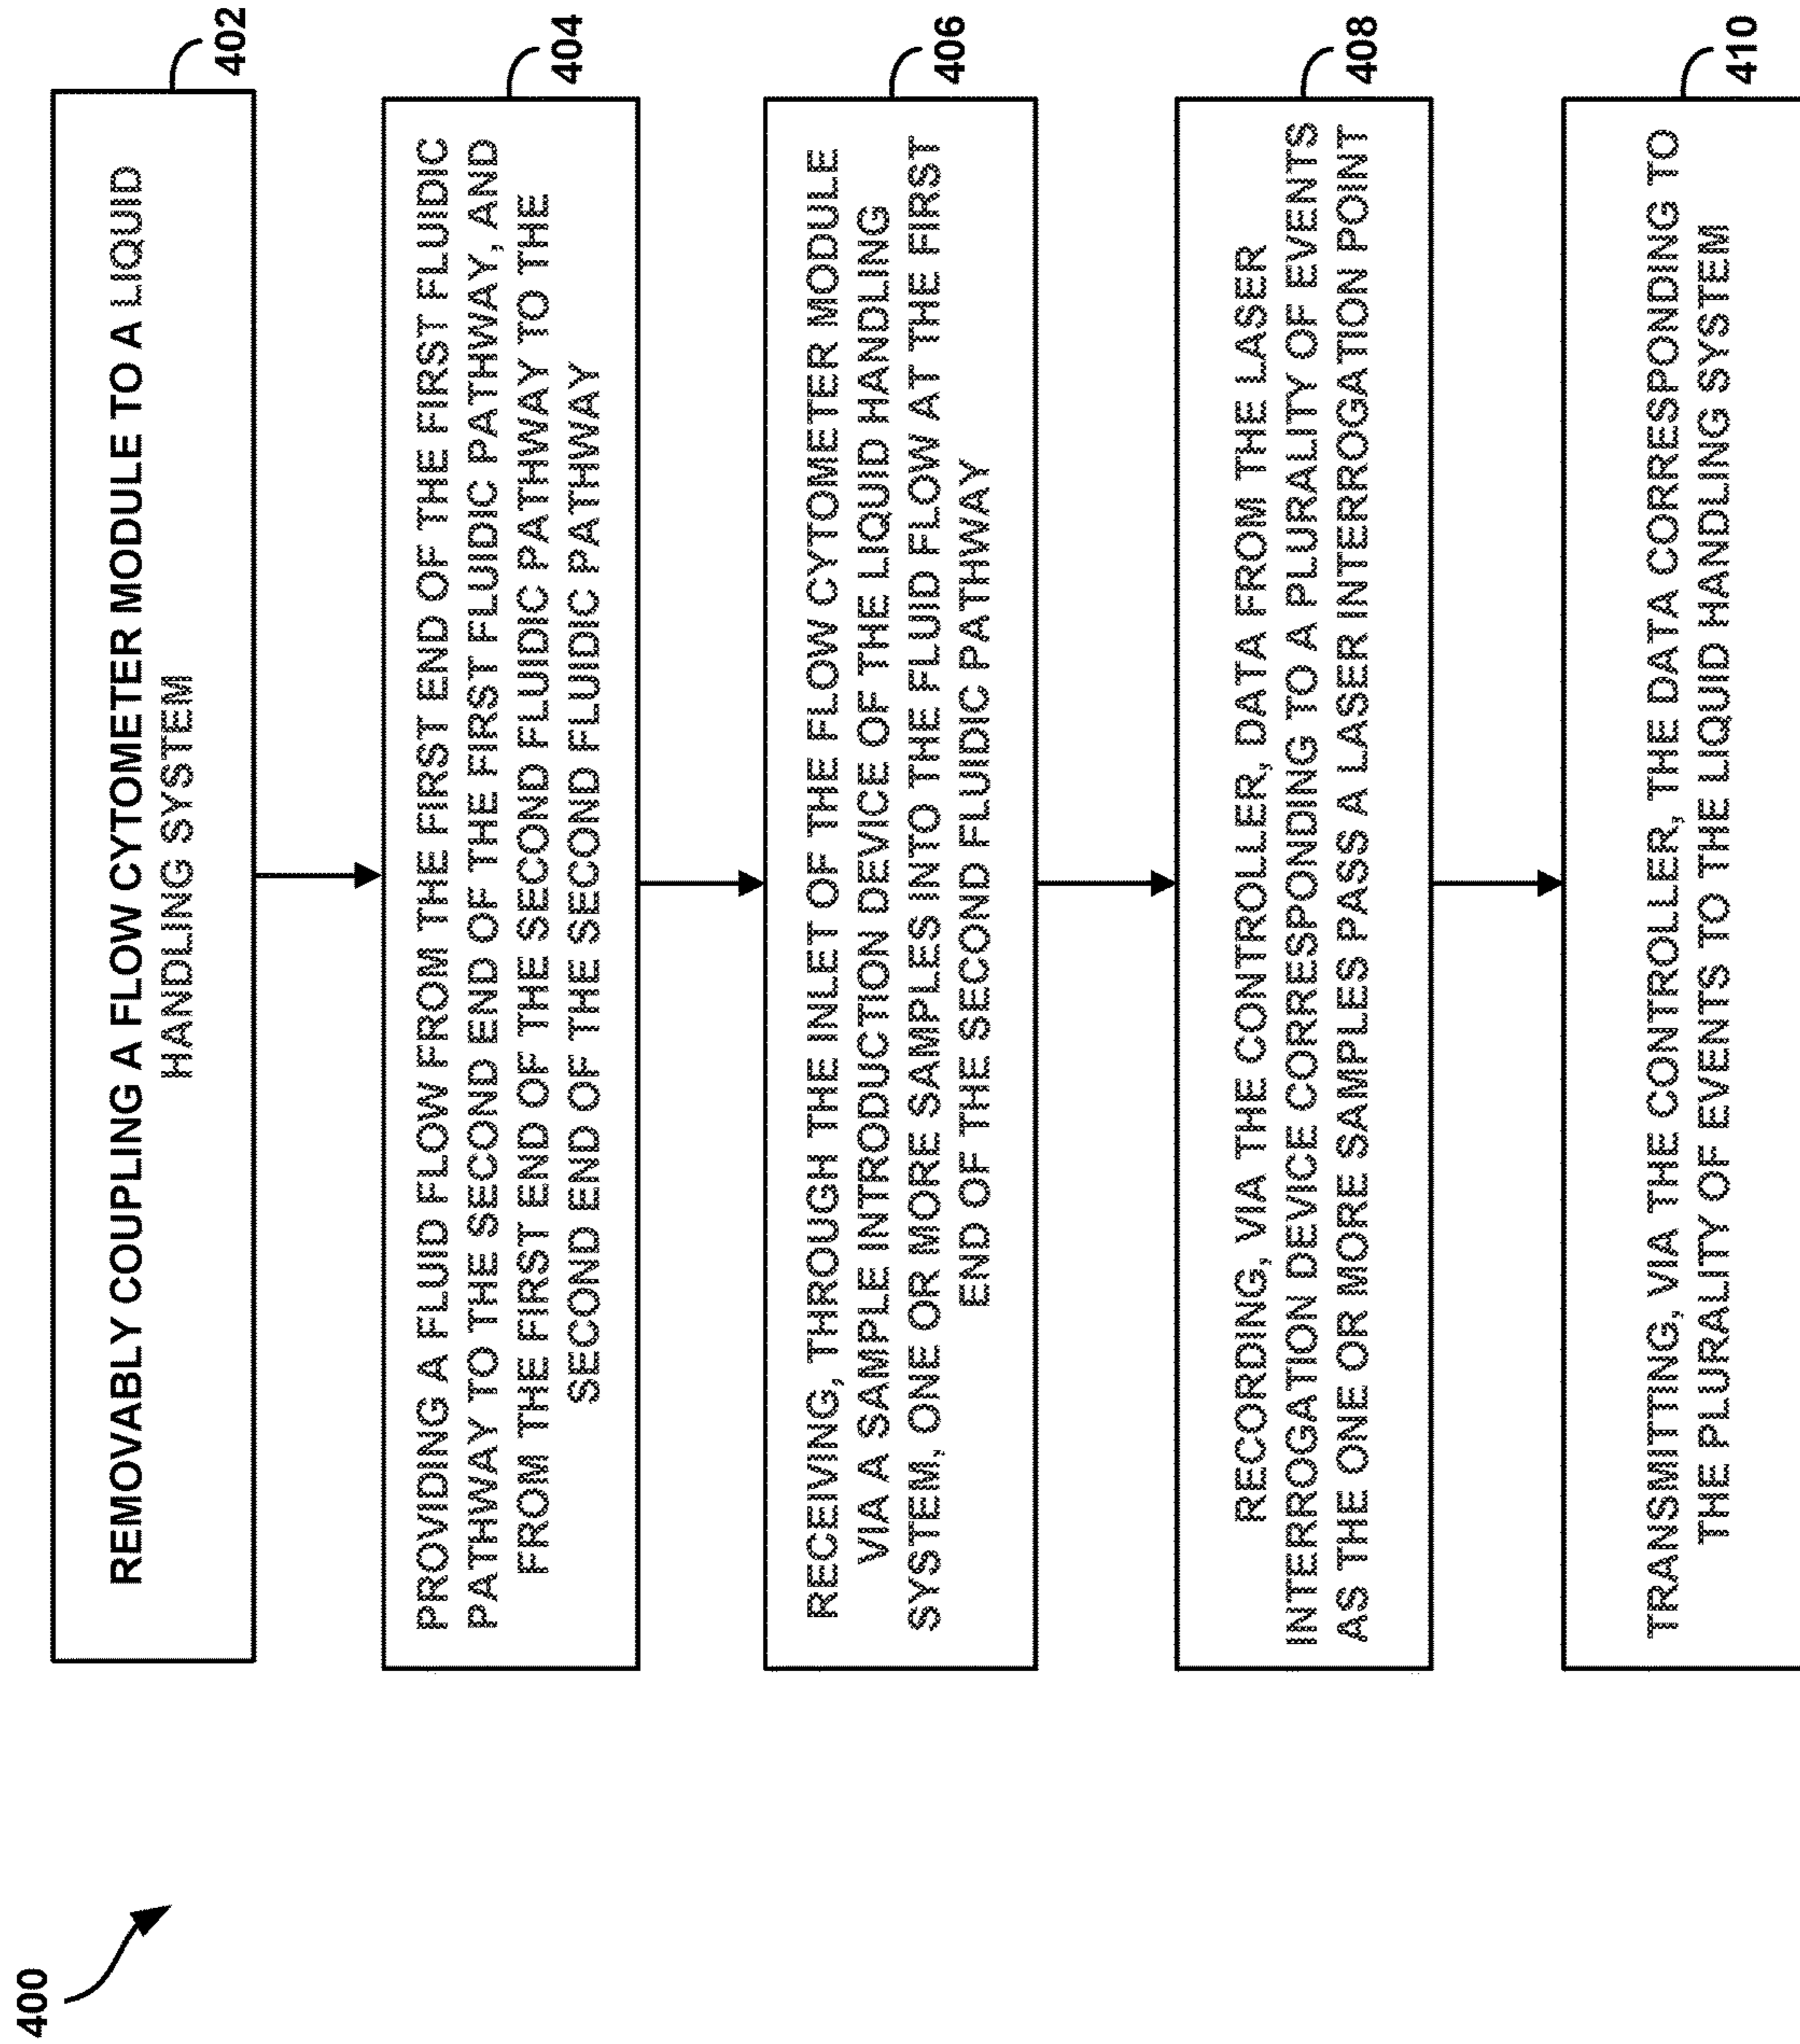 400
REMOVABLY COUPLING A FLOW CYTOMETER MODULE TO A LIQUID
HANDLING SYSTEM
402
PROVIDING A FLUID FLOW FROM THE FIRST END OF THE FIRST FLUIDIC
PATHWAY TO THE SECOND END OF THE FIRST FLUIDIC PATHWAY, AND
FROM THE FIRST END OF THE SECOND FLUIDIC PATHWAY TO THE
SECOND END OF THE SECOND FLUIDIC PATHWAY
404
RECEIVING, THROUGH THE INLET OF THE FLOW CYTOMETER MODULE
VIA A SAMPLE INTRODUCTION DEVICE OF THE LIQUID HANDLING
SYSTEM, ONE OR MORE SAMPLES INTO THE FLUID FLOW AT THE FIRST
END OF THE SECOND FLUIDIC PATHWAY
406
RECORDING, VIA THE CONTROLLER, DATA FROM THE LASER
INTERROGATION DEVICE CORRESPONDING TO A PLURALITY OF EVENTS
AS THE ONE OR MORE SAMPLES PASS A LASER INTERROGATION POINT
408
TRANSMITTING, VIA THE CONTROLLER, THE DATA CORRESPONDING TO
THE PLURALITY OF EVENTS TO THE LIQUID HANDLING SYSTEM
410